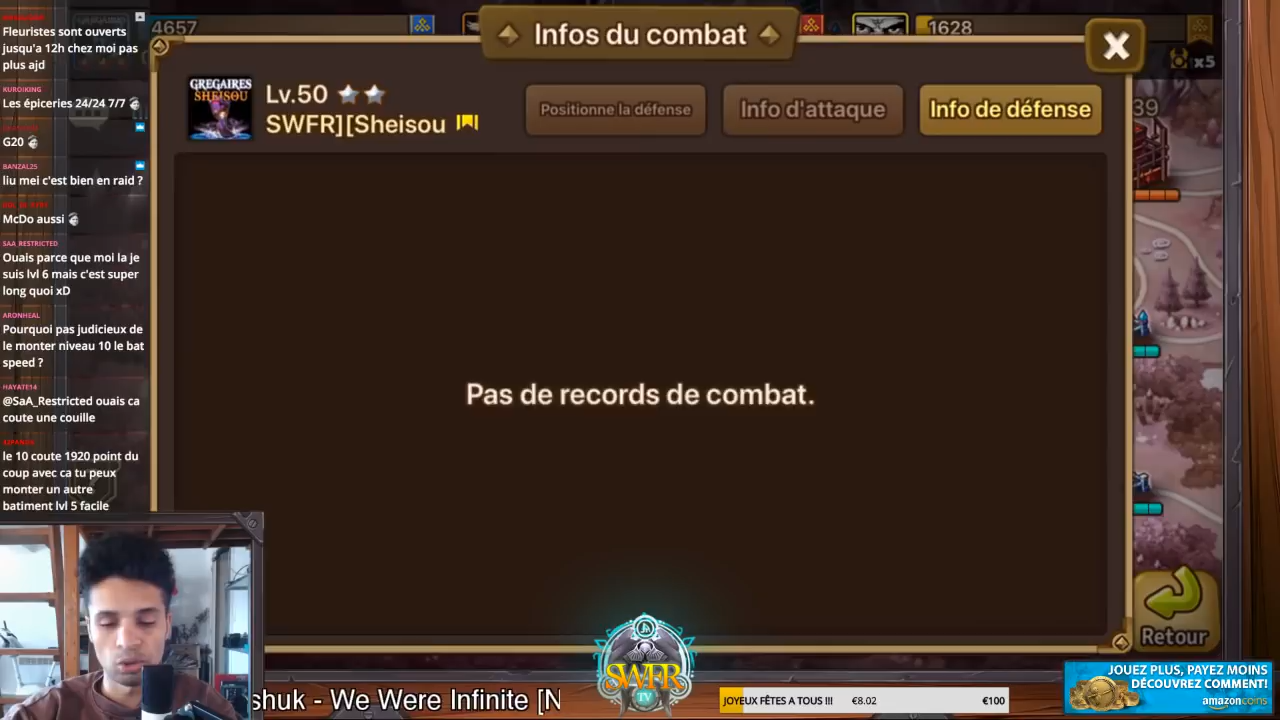 4657
Infos du combat
1628
x5
39
GREGAIRES
SHEISOU
Lv.50
SWFR][Sheisou
Positionne la défense
Info d'attaque
Info de défense
Pas de records de combat.
Retour
Fleuristes sont ouverts
jusqu'a 12h chez moi pas
plus ajd
KUROIKING
Les épiceries 24/24 7/7
G20
BANZAL25
liu mei c'est bien en raid ?
McDo aussi
SAA_RESTRICTED
Ouais parce que moi la je
suis lvl 6 mais c'est super
long quoi xD
ARONHEAL
Pourquoi pas judicieux de
le monter niveau 10 le bat
speed ?
HAYATE14
@SaA_Restricted ouais ca
coute une couille
le 10 coute 1920 point du
coup avec ca tu peux
monter un autre
batiment lvl 5 facile
shuk - We Were Infinite [N
SWFR
TV
JOYEUX FÊTES A TOUS !!!
€8.02
€100
JOUEZ PLUS, PAYEZ MOINS
DÉCOUVREZ COMMENT!
amazoncoins